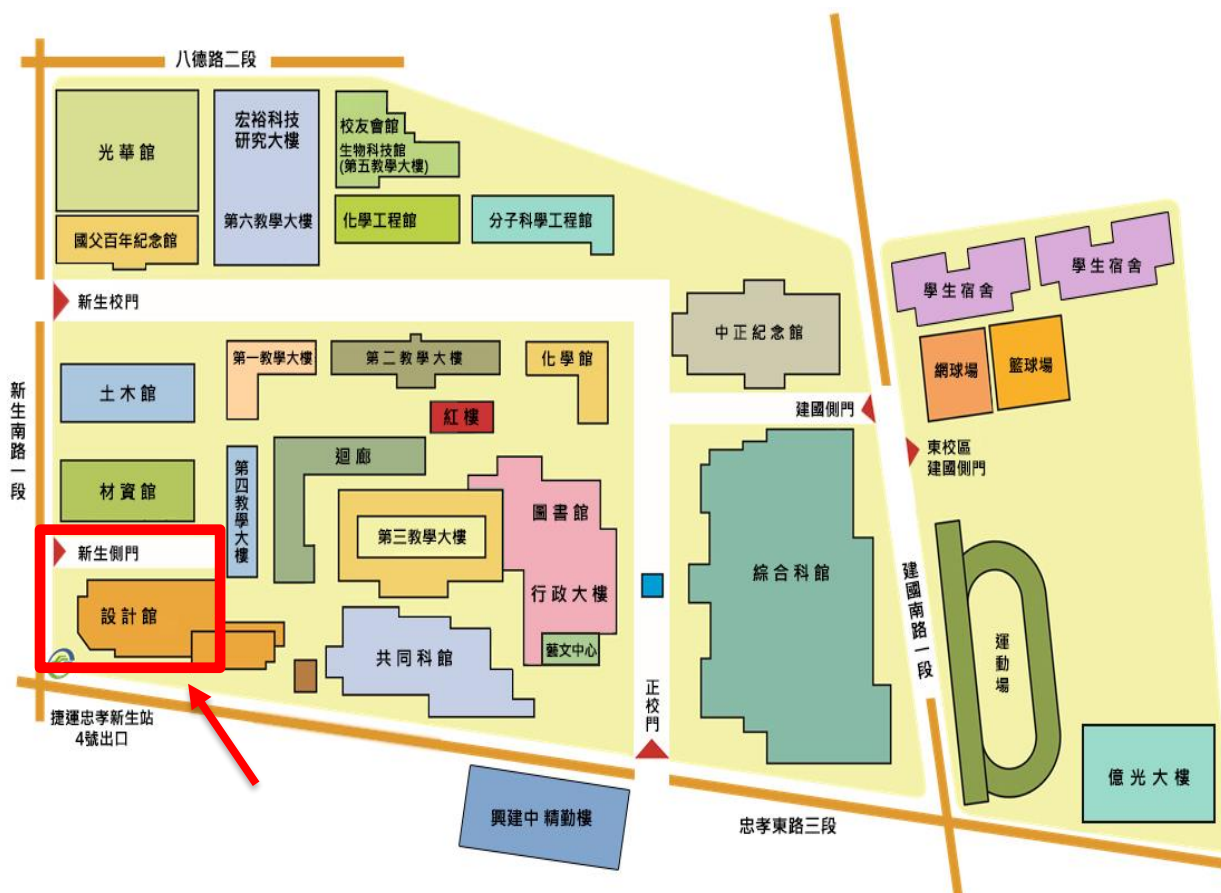 八德路二段
光華館
宏裕科技
研究大樓
第六教學大樓
校友會館
生物科技館
(第五教學大樓)
國父百年紀念館
化學工程館
分子科學工程館
學生宿舍
學生宿舍
新生校門
中正紀念館
網球場
籃球場
新生南路一段
土木館
第一教學大樓
第二教學大樓
化學館
紅樓
建國側門
東校區
建國側門
材資館
第四教學大樓
迴廊
第三教學大樓
圖書館
行政大樓
綜合科館
新生側門
設計館
共同科館
藝文中心
建國南路一段
運動場
捷運忠孝新生站
4號出口
正校門
億光大樓
興建中 精勤樓
忠孝東路三段